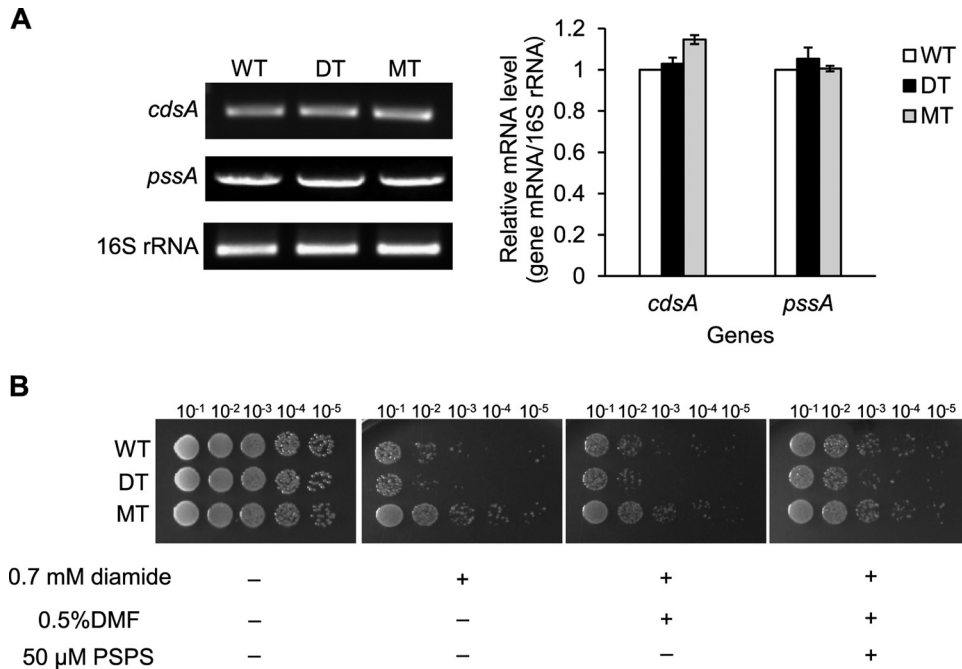 A
WT DT MT
cdsA
pssA
16S rRNA
Relative mRNA level
(gene mRNA/16S rRNA)
1.2
1
0.8
0.6
0.4
0.2
0
cdsA pssA
Genes
WT
DT
MT
B
10-1 10-2 10-3 10-4 10-5 10-1 10-2 10-3 10-4 10-5 10-1 10-2 10-3 10-4 10-5 10-1 10-2 10-3 10-4 10-5
WT
DT
MT
0.7 mM diamide – + + +
0.5%DMF – – + +
50 µM PSPS – – – +